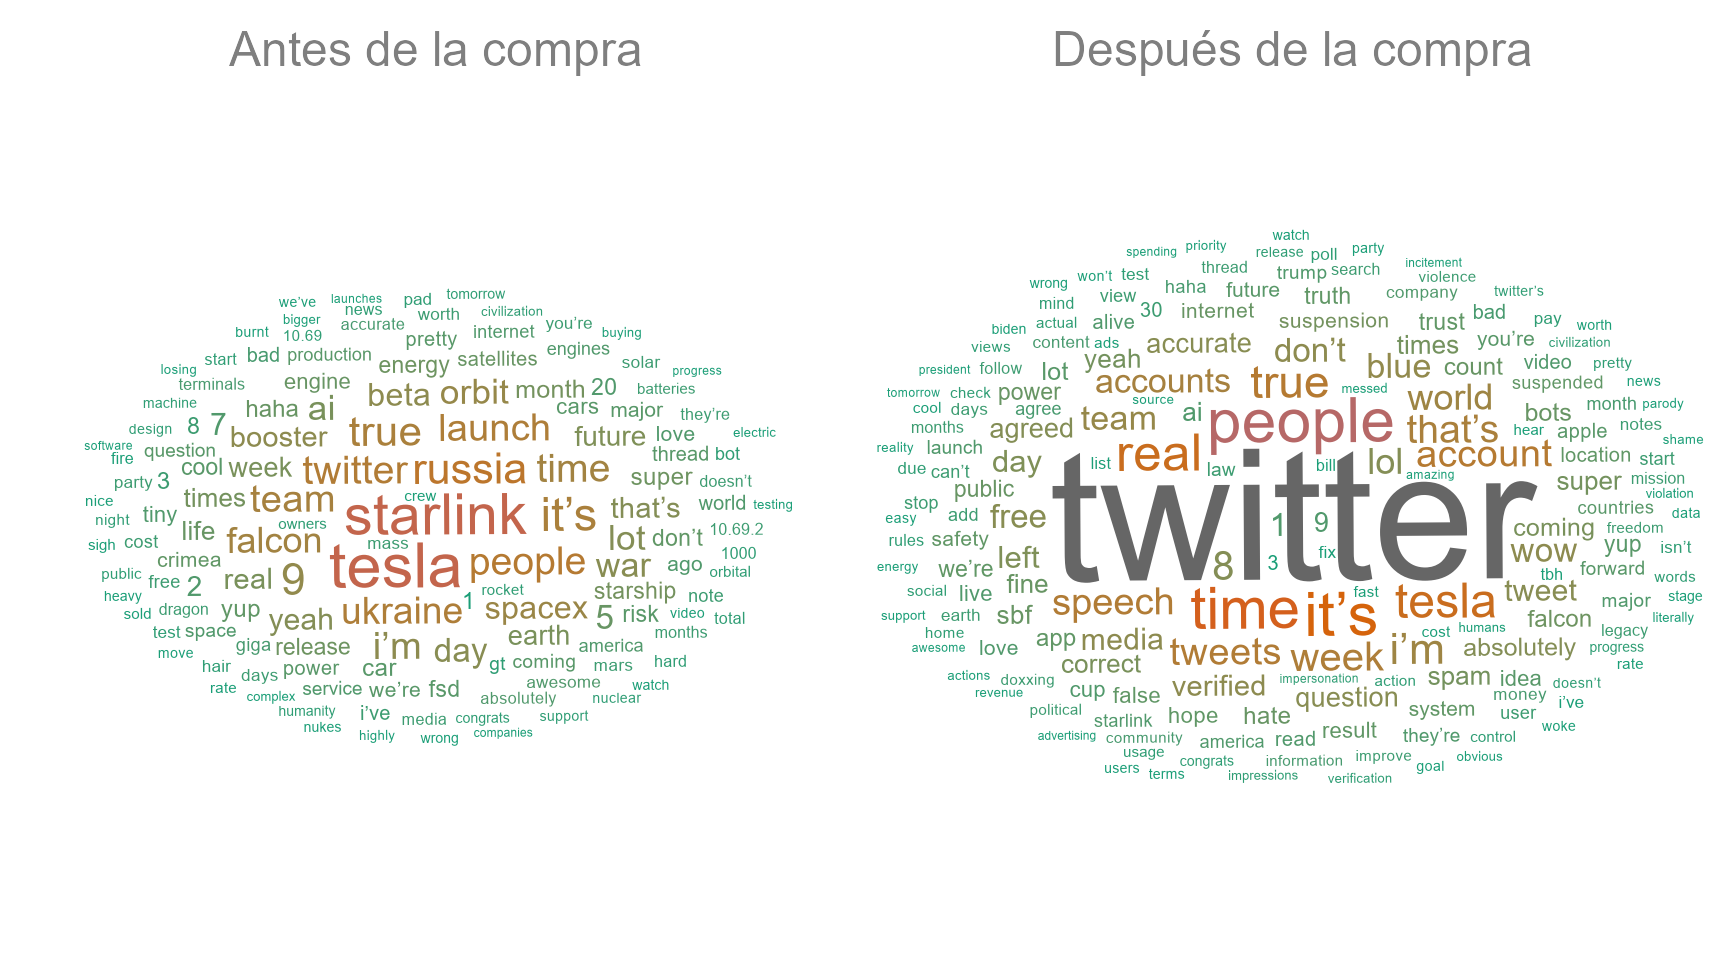 Antes de la compra
we've launches pad tomorrow
bigger news worth civilization
burnt 10.69 accurate pretty internet you're buying
losing start bad production energy satellites engines solar progress
terminals engine beta orbit month 20 batteries
machine haha ai cars major they're
design 8 7 booster true launch future love electric
software fire question cool week twitter russia time super thread bot doesn't
party 3 times team crew starlink it's that's world testing
nice night tiny life owners falcon mass lot don't 10.69.2
sigh cost crimea tesla people war ago 1000 orbital
public free 2 real 9 rocket starship note
heavy sold dragon yup yeah ukraine 1 spacex 5 risk video total
test space giga release i'm day earth america months
move hair days power car gt coming mars hard
rate complex service we're fsd absolutely awesome nuclear watch
humanity i've media congrats support
nukes highly wrong companies
Después de la compra
watch
spending priority release poll party
wrong won't test thread trump search incitement violence
mind view haha future truth company twitter's
biden actual alive 30 internet suspension trust bad pay worth
views content ads yeah accurate don't times you're civilization
president follow lot accounts true blue count video pretty
tomorrow check power source messed world suspended news
cool days agree team ai people that's bots month parody
months agreed real hear apple notes shame
reality launch day list law bill lol account location start
due can't public twitter amazing super mission
stop add free 1 9 countries violation data
easy rules safety left 8 3 fix coming freedom
energy we're fine wow yup isn't
social live speech time it's fast tesla tbh forward words
support earth sbf tweet major stage
home app media tweets week i'm cost humans falcon legacy literally
awesome love correct absolutely progress rate
actions doxxing cup false verified impersonation action spam idea doesn't
revenue political hope hate question system money user i've
advertising starlink community america read result they're control woke
usage congrats information improve obvious
users terms impressions verification goal